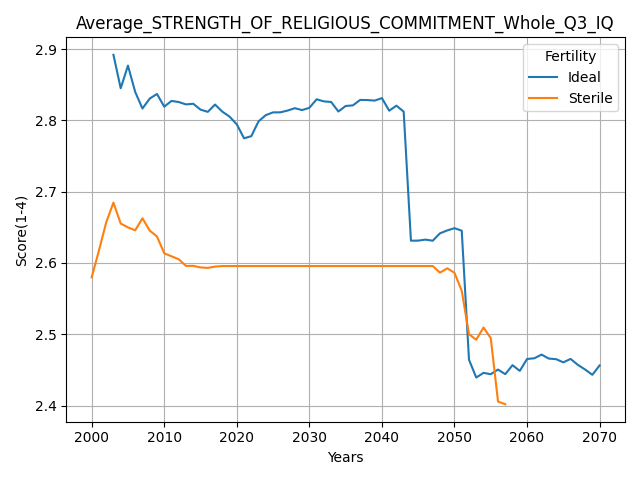 Average_STRENGTH_OF_RELIGIOUS_COMMITMENT_Whole_Q3_IQ
Fertility
Ideal
Sterile
Score(1-4)
2.9
2.8
2.7
2.6
2.5
2.4
2000
2010
2020
2030
2040
2050
2060
2070
Years